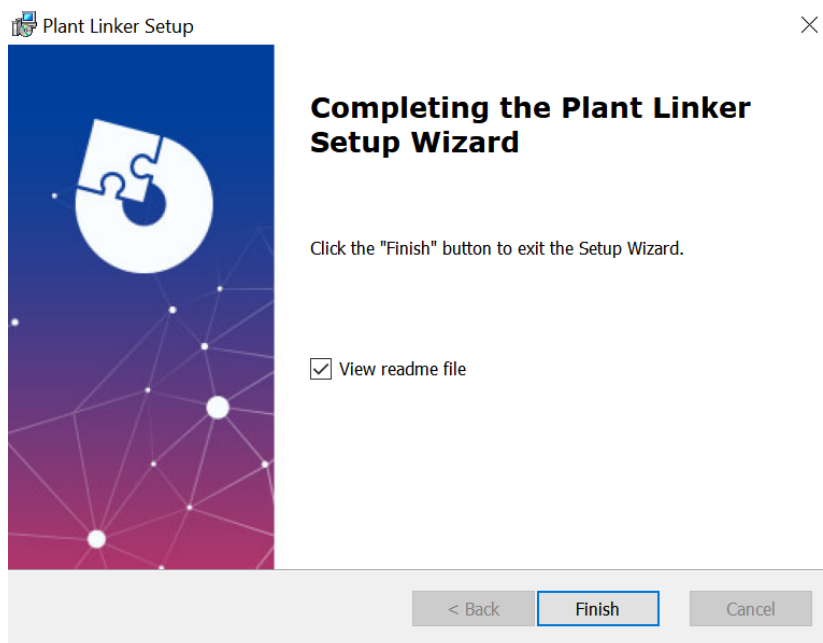 Plant Linker Setup
Completing the Plant Linker
Setup Wizard
Click the "Finish" button to exit the Setup Wizard.
View readme file
< Back
Finish
Cancel